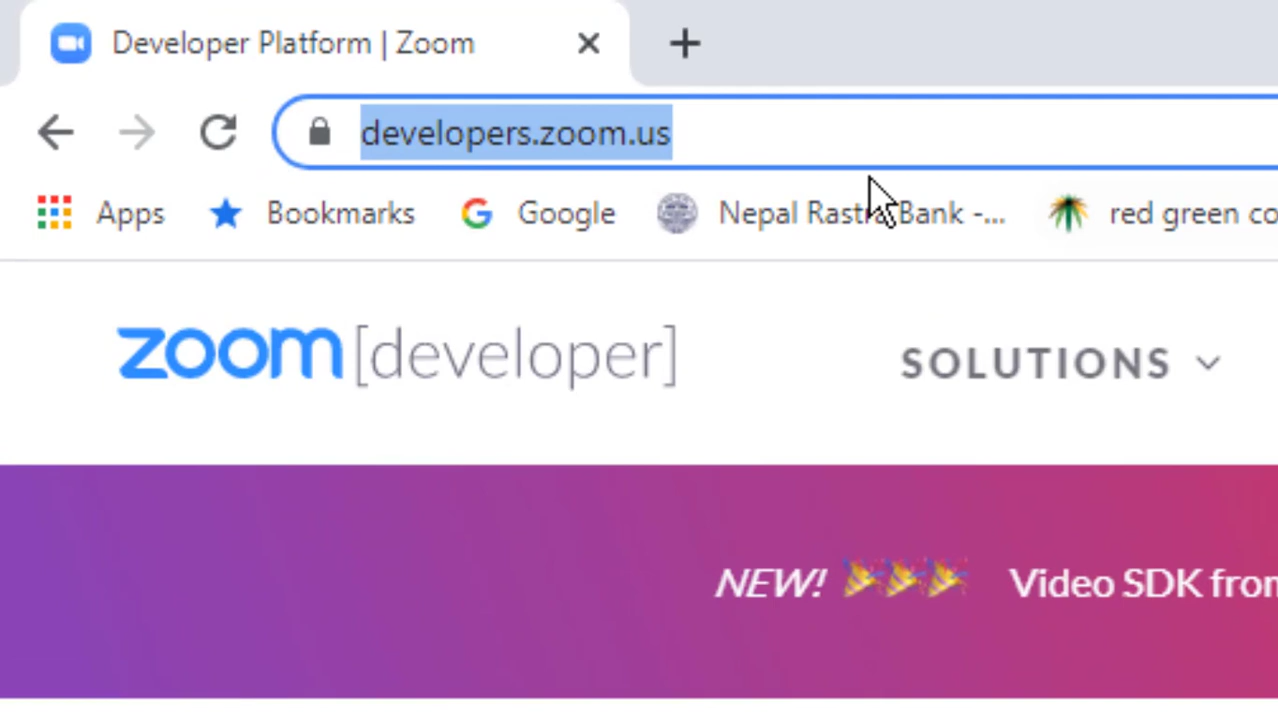 Developer Platform | Zoom
developers.zoom.us
Apps Bookmarks Google Nepal Rastra Bank -... red green co
zoom [developer] SOLUTIONS
NEW! 🎉🎉🎉 Video SDK from